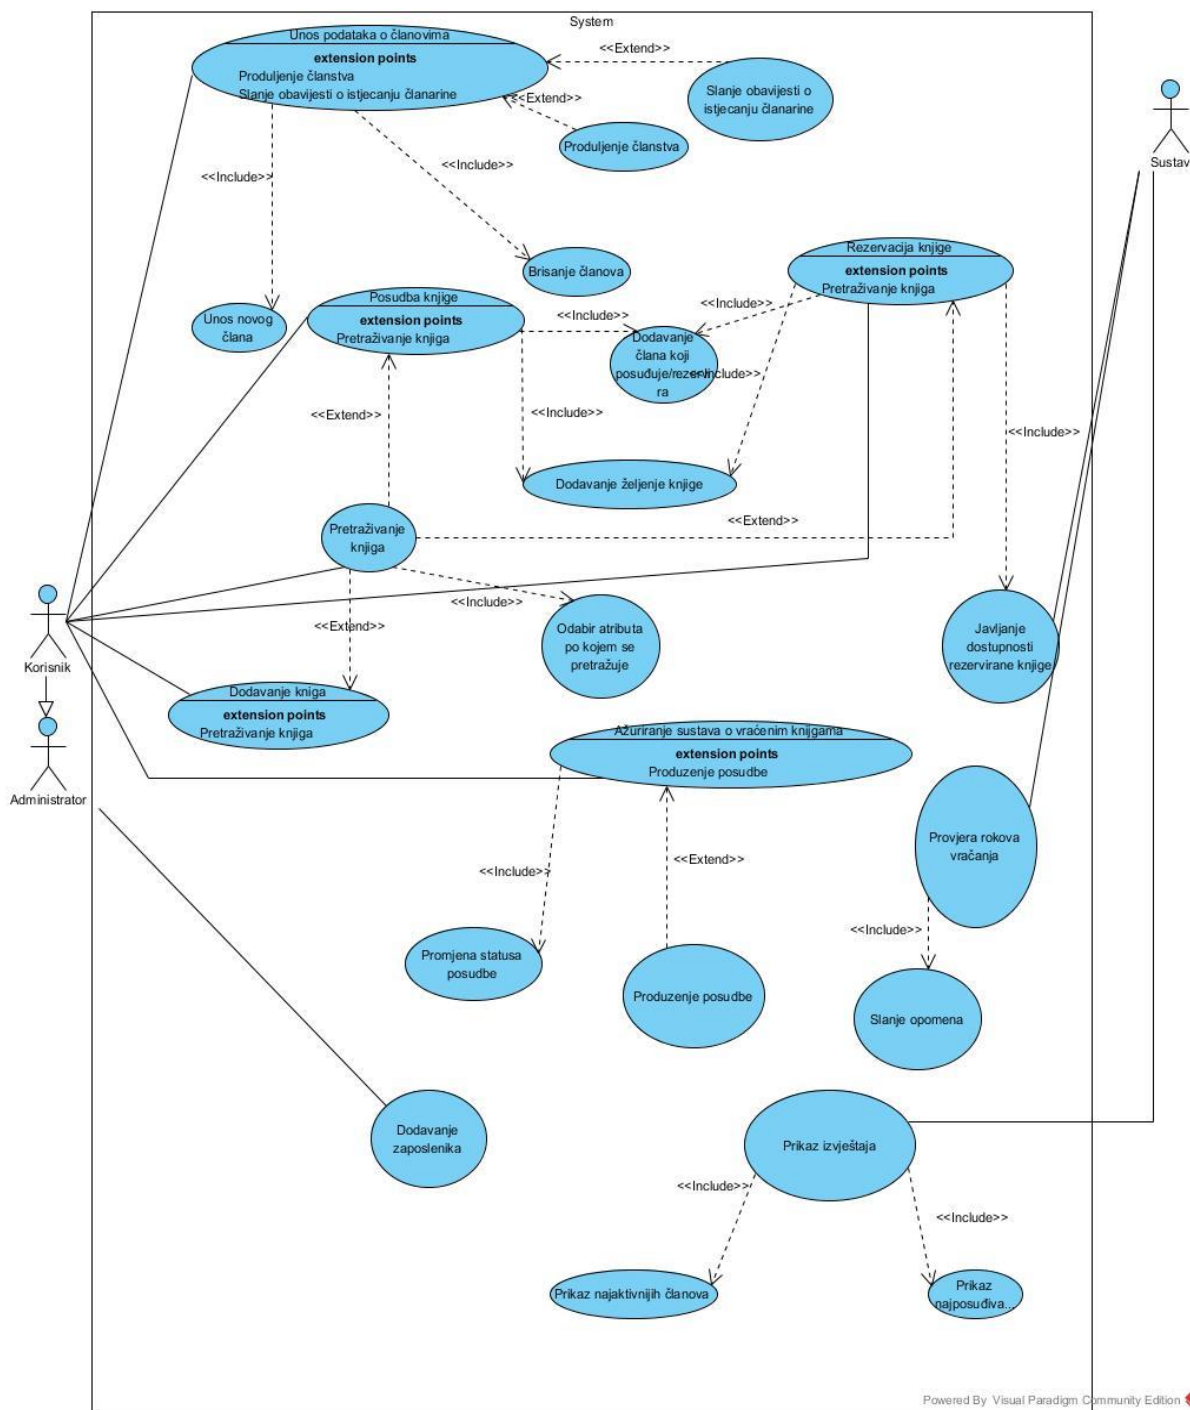 System
Unos podataka o članovima
extension points
Produljenje članstva
Slanje obavijesti o istjecanju članarine
<<Extend>>
Slanje obavijesti o
istjecanju članarine
<<Extend>>
Produljenje članstva
Sustav
<<Include>>
<<Include>>
Brisanje članova
Rezervacija knjige
extension points
Pretraživanje knjiga
Unos novog
člana
Posudba knjige
extension points
Pretraživanje knjiga
<<Include>>
<<Include>>
Dodavanje
člana koji
posuđuje/rezervi
ra
<<Include>>
<<Extend>>
<<Include>>
<<Include>>
Dodavanje željenje knjige
Pretraživanje
knjiga
<<Extend>>
<<Include>>
<<Extend>>
Odabir atributa
po kojem se
pretražuje
Javljanje
dostupnosti
rezervirane knjige
Korisnik
Dodavanje kniga
extension points
Pretraživanje knjiga
Administrator
Ažuriranje sustava o vraćenim knijgama
extension points
Produzenje posudbe
<<Include>>
<<Extend>>
Provjera rokova
vračanja
<<Include>>
Promjena statusa
posudbe
Produzenje posudbe
Slanje opomena
Dodavanje
zaposlenika
Prikaz izvještaja
<<Include>>
<<Include>>
Prikaz najaktivnijih članova
Prikaz
najposuđiva...
Powered By Visual Paradigm Community Edition